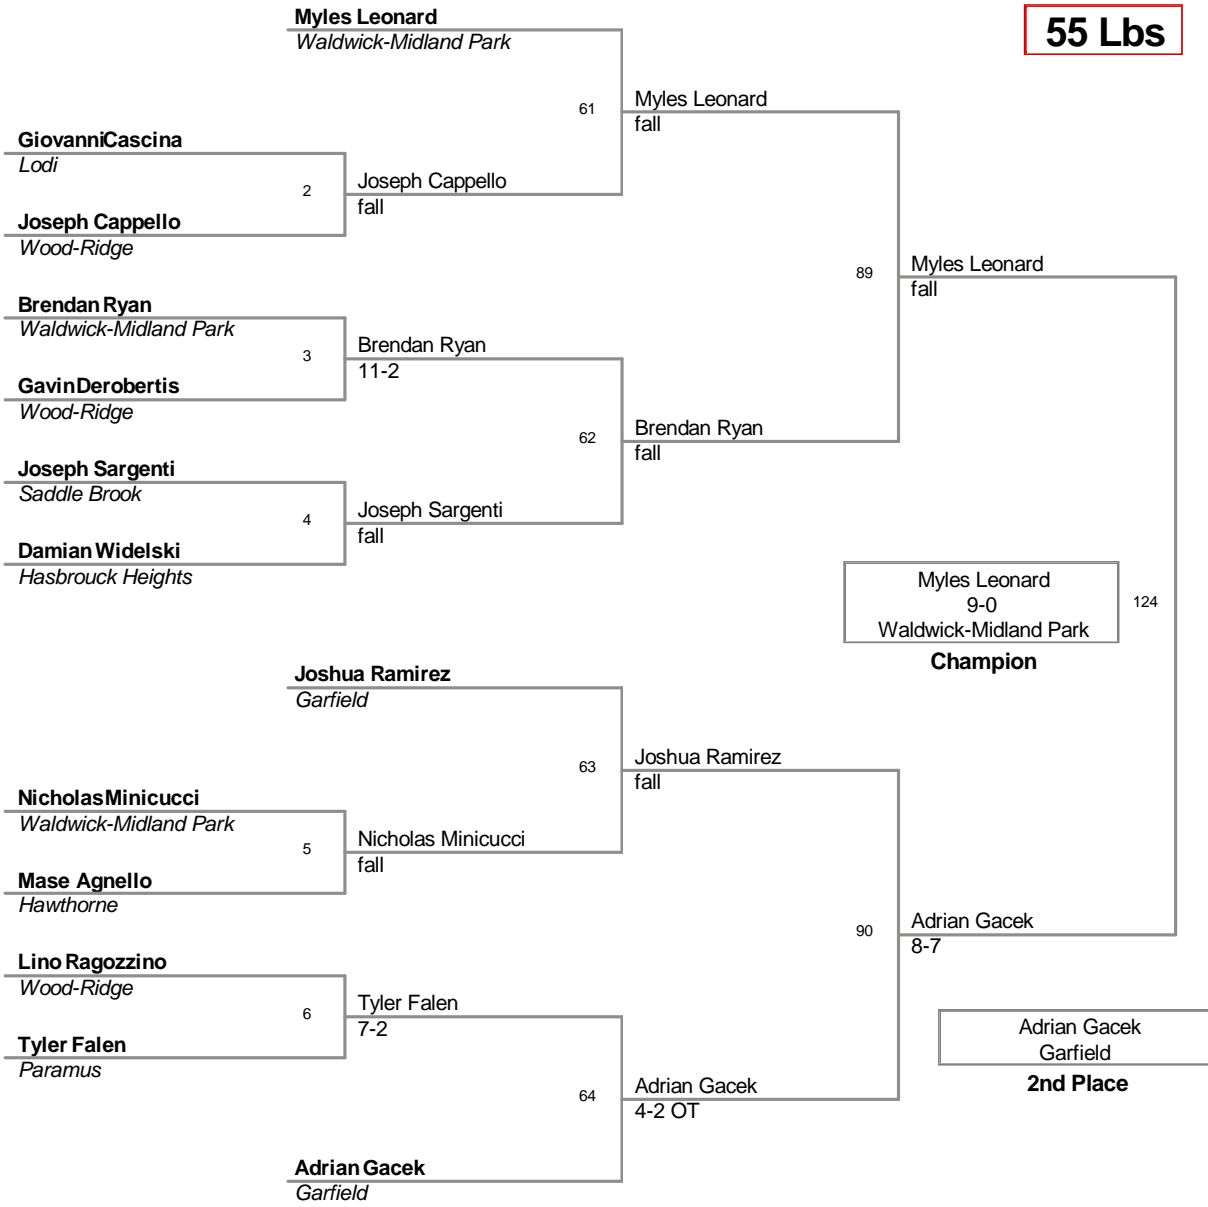 Myles Leonard
Waldwick-Midland Park
55 Lbs
61
Myles Leonard
fall
GiovanniCascina
Lodi
2
Joseph Cappello
fall
Joseph Cappello
Wood-Ridge
89
Myles Leonard
fall
Brendan Ryan
Waldwick-Midland Park
3
Brendan Ryan
11-2
GavinDerobertis
Wood-Ridge
62
Brendan Ryan
fall
Joseph Sargenti
Saddle Brook
4
Joseph Sargenti
fall
Damian Widelski
Hasbrouck Heights
Myles Leonard
9-0
Waldwick-Midland Park
124
Champion
Joshua Ramirez
Garfield
63
Joshua Ramirez
fall
NicholasMinicucci
Waldwick-Midland Park
5
Nicholas Minicucci
fall
Mase Agnello
Hawthorne
90
Adrian Gacek
8-7
Lino Ragozzino
Wood-Ridge
6
Tyler Falen
7-2
Tyler Falen
Paramus
Adrian Gacek
Garfield
2nd Place
64
Adrian Gacek
4-2 OT
Adrian Gacek
Garfield